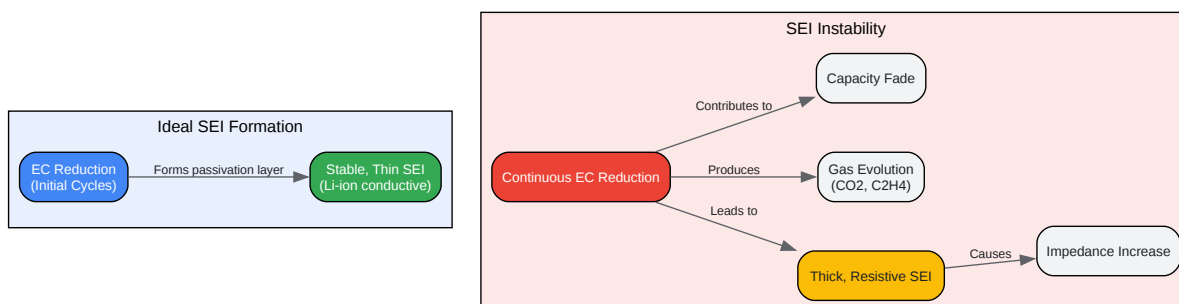 Ideal SEI Formation
EC Reduction
(Initial Cycles)
Forms passivation layer
Stable, Thin SEI
(Li-ion conductive)
SEI Instability
Continuous EC Reduction
Contributes to
Capacity Fade
Produces
Gas Evolution
(CO2, C2H4)
Leads to
Thick, Resistive SEI
Causes
Impedance Increase